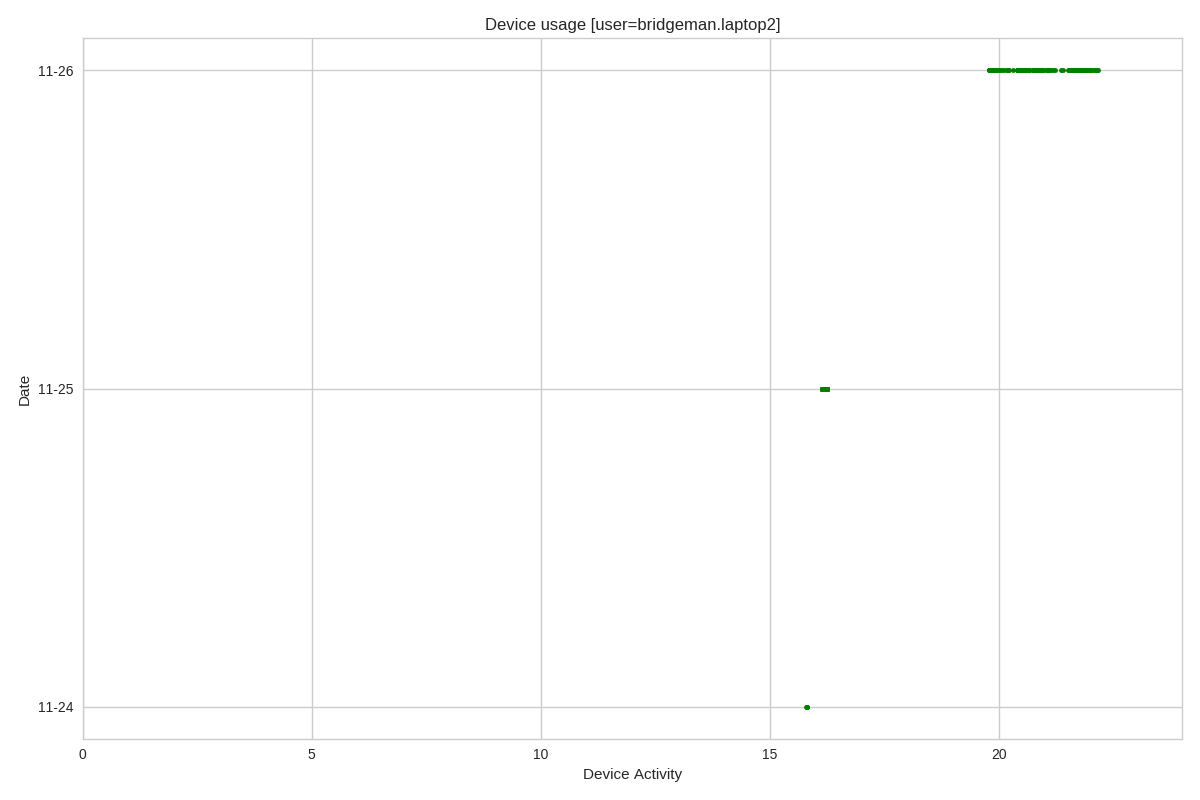 Device usage [user=bridgeman.laptop2]
11-26
11-25
11-24
Date
0 5 10 15 20
Device Activity